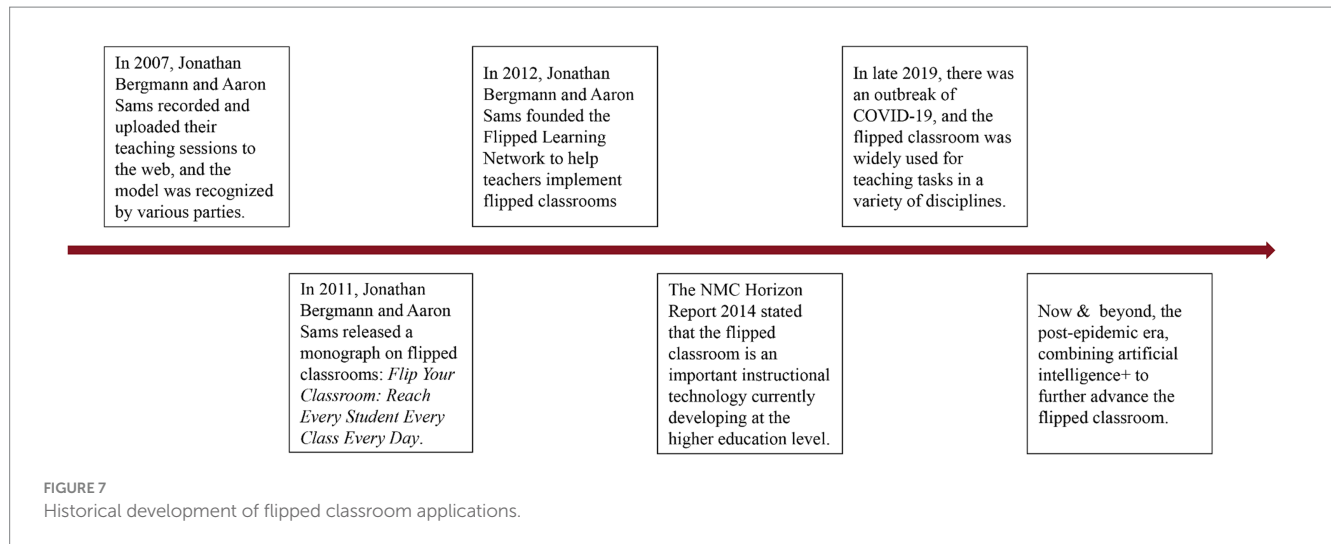 In 2007, Jonathan
Bergmann and Aaron
Sams recorded and
uploaded their
teaching sessions to
the web, and the
model was recognized
by various parties.
In 2011, Jonathan
Bergmann and Aaron
Sams released a
monograph on flipped
classrooms: Flip Your
Classroom: Reach
Every Student Every
Class Every Day.
In 2012, Jonathan
Bergmann and Aaron
Sams founded the
Flipped Learning
Network to help
teachers implement
flipped classrooms
The NMC Horizon
Report 2014 stated
that the flipped
classroom is an
important instructional
technology currently
developing at the
higher education level.
In late 2019, there was
an outbreak of
COVID-19, and the
flipped classroom was
widely used for
teaching tasks in a
variety of disciplines.
Now & beyond, the
post-epidemic era,
combining artificial
intelligence+ to
further advance the
flipped classroom.
FIGURE 7
Historical development of flipped classroom applications.